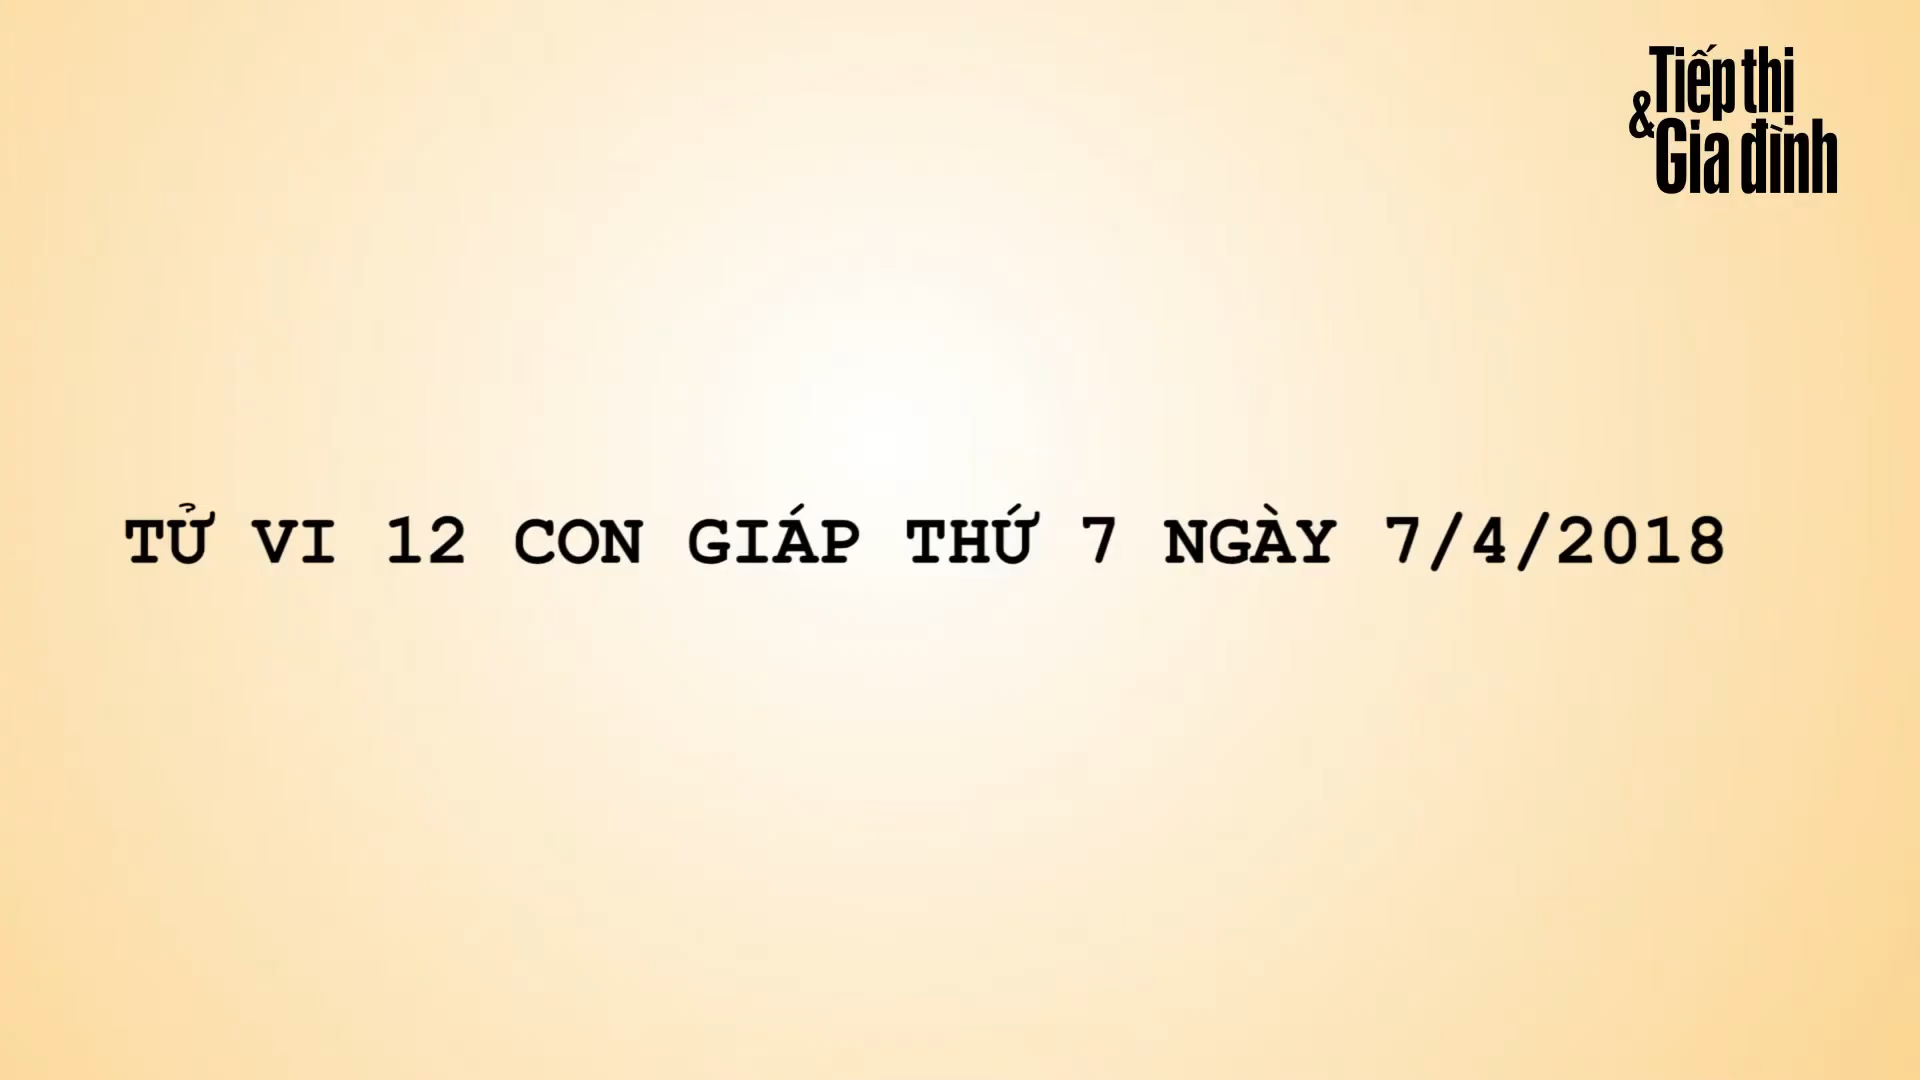 Tiếp thị
& Gia đình
TỬ VI 12 CON GIÁP THỨ 7 NGÀY 7/4/2018